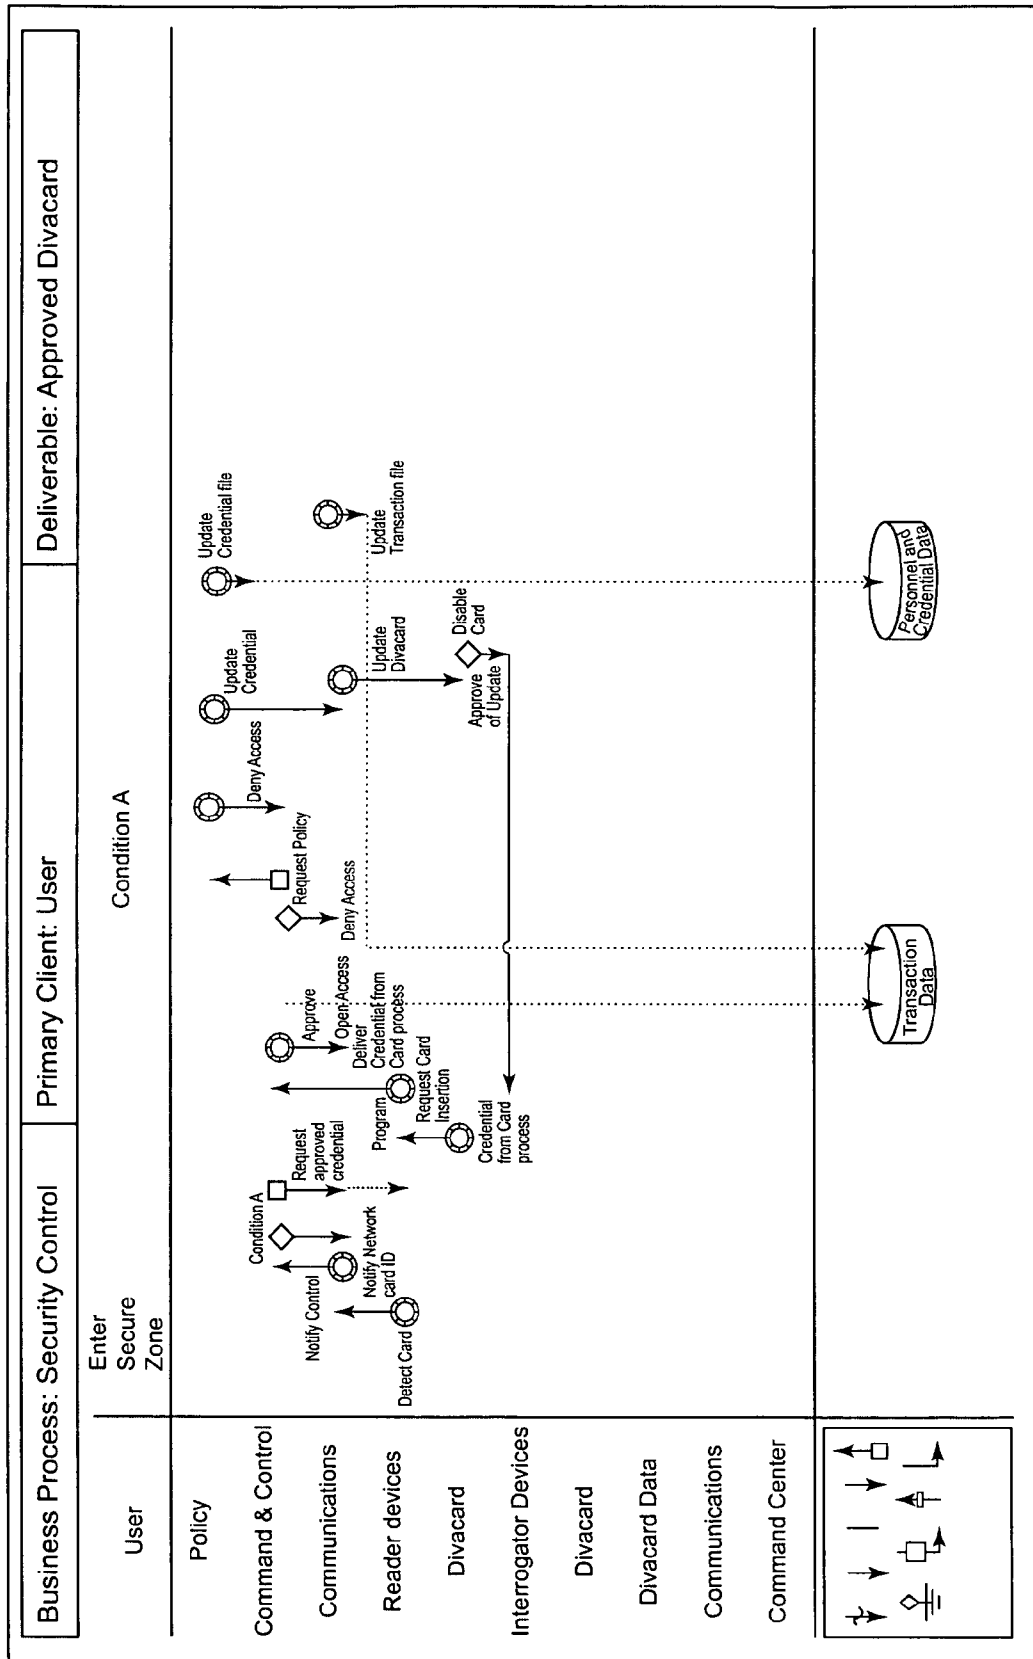 Business Process: Security Control
Primary Client: User
Deliverable: Approved Divacard
User
Enter
Secure
Zone
Condition A
Policy
Command & Control
Communications
Reader devices
Divacard
Interrogator Devices
Divacard
Divacard Data
Communications
Command Center
Detect Card
Notify Control
Notify Network
card ID
Condition A
Request
approved
credential
Program
Request Card
Insertion
Credential
from Card
process
Approve
Open Access
Deliver
Credential from
Card process
Deny Access
Request Policy
Deny Access
Update
Credential
Update
Divacard
Approve
of Update
Disable
Card
Update
Credential file
Update
Transaction file
Transaction
Data
Personnel and
Credential Data